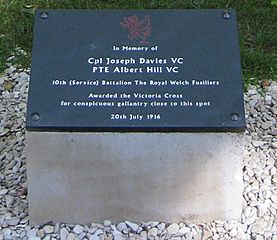 In Memory of
Cpl Joseph Davies VC
PTE Albert Hill VC
10th (Service) Battalion The Royal Welch Fusiliers
Awarded the Victoria Cross
for conspicuous gallantry close to this spot
20th July 1916